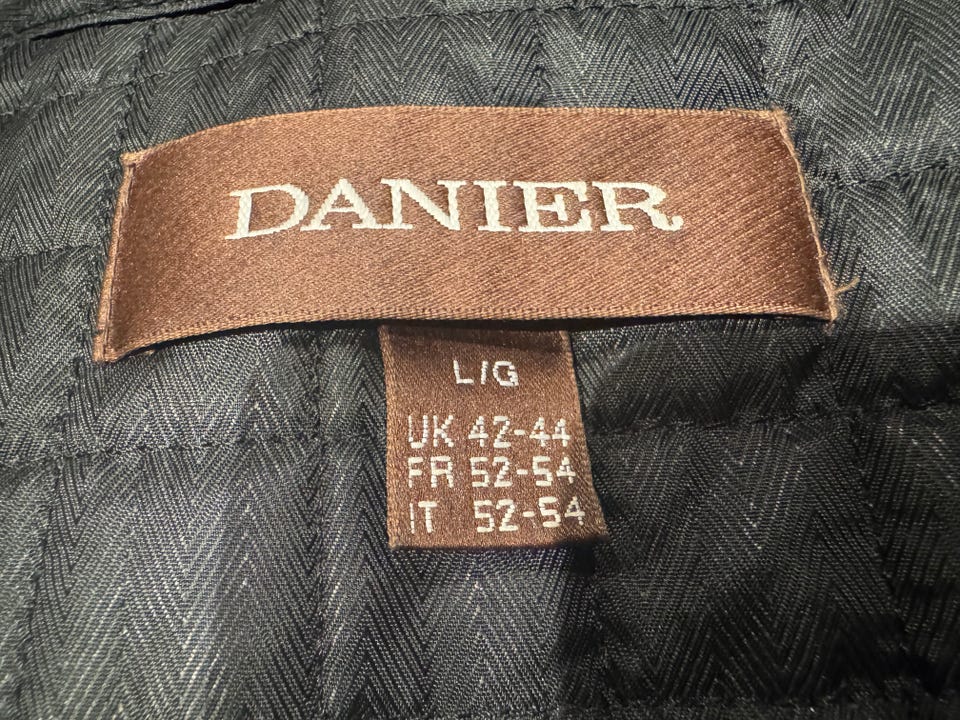 DANIER
L/G
UK 42-44
FR 52-54
IT 52-54